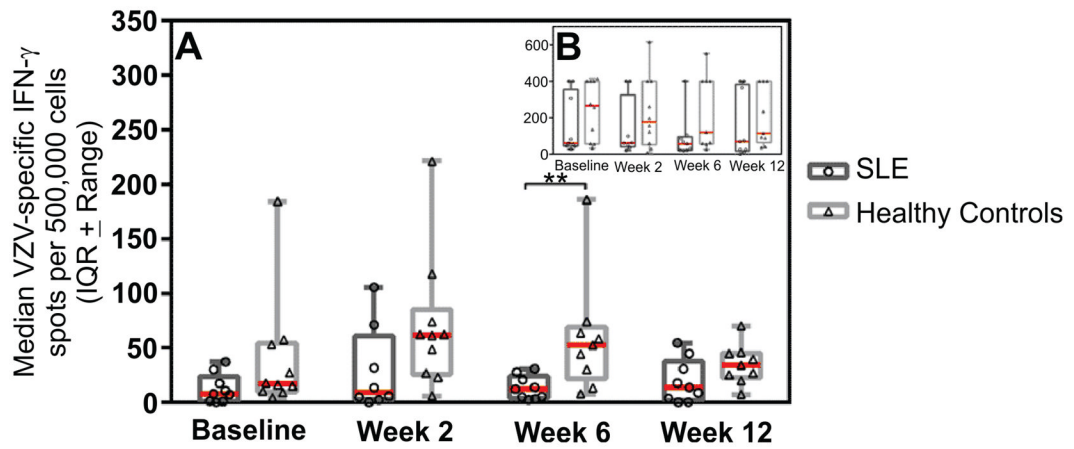 Median VZV-specific IFN-γ
spots per 500,000 cells
(IQR ± Range)
350
300
250
200
150
100
50
0
A
B
600
400
200
0
Baseline Week 2 Week 6 Week 12
**
SLE
Healthy Controls
Baseline Week 2 Week 6 Week 12